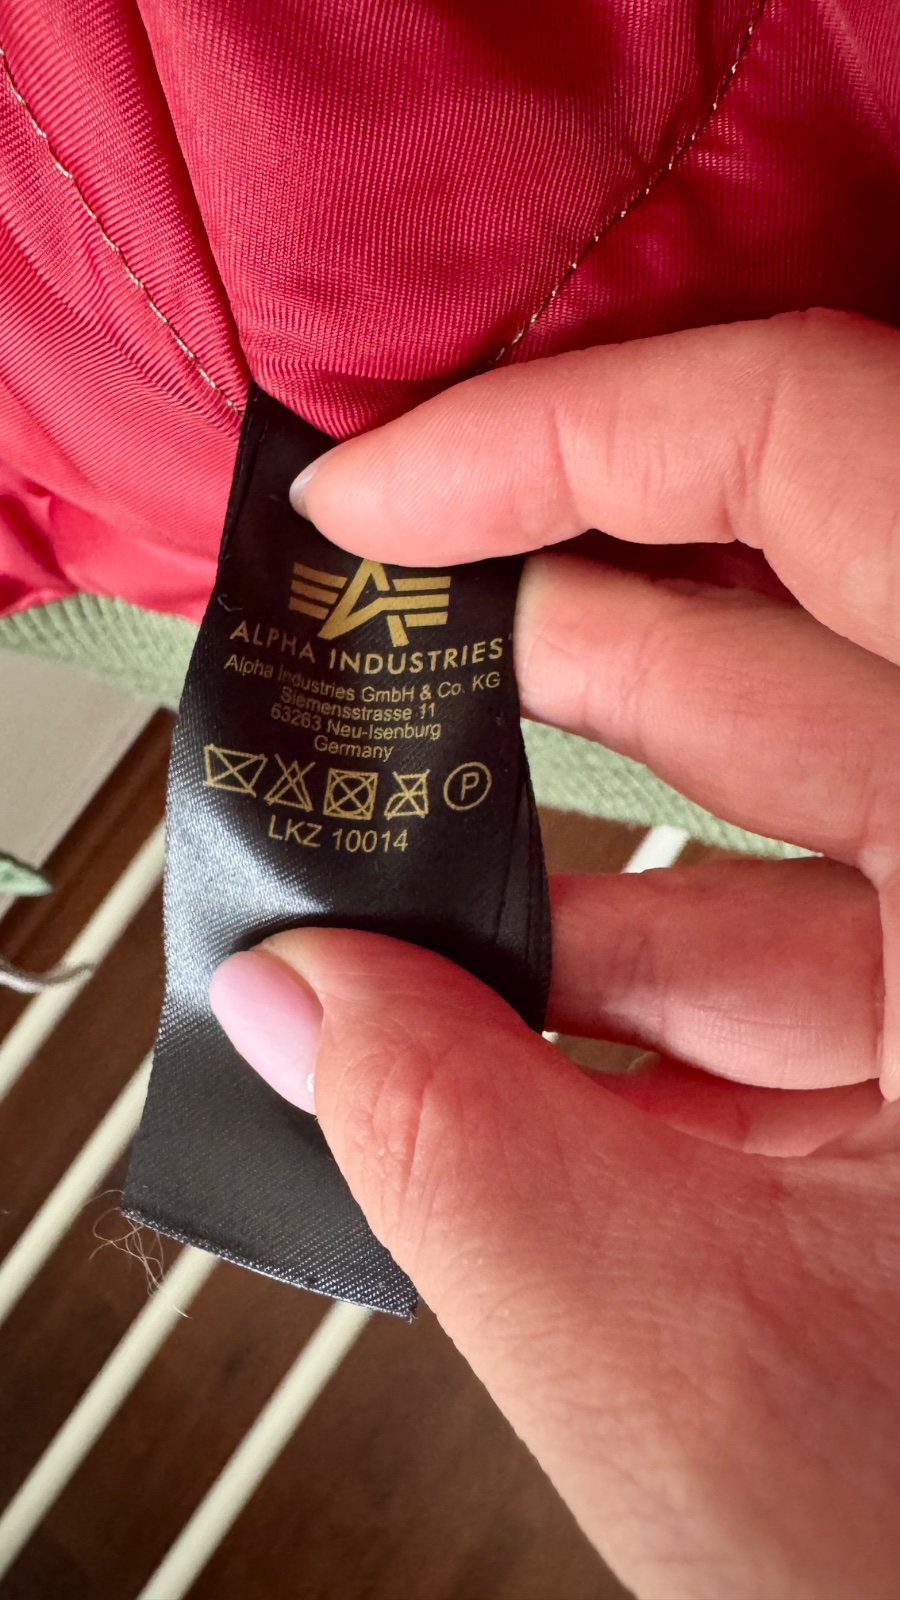 ALPHA INDUSTRIES
Alpha Industries GmbH & Co. KG
Siemensstrasse 11
63263 Neu-Isenburg
Germany
P
LKZ 10014